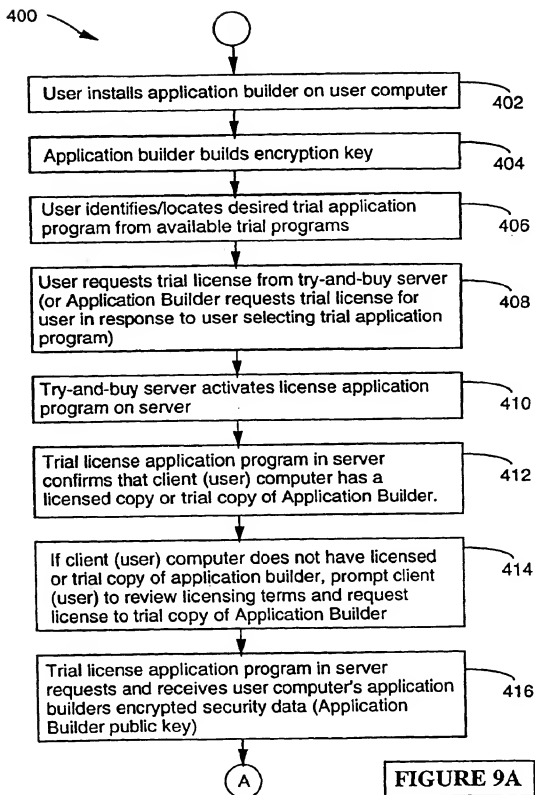 400
User installs application builder on user computer
402
Application builder builds encryption key
404
User identifies/locates desired trial application
program from available trial programs
406
User requests trial license from try-and-buy server
(or Application Builder requests trial license for
user in response to user selecting trial application
program)
408
Try-and-buy server activates license application
program on server
410
Trial license application program in server
confirms that client (user) computer has a
licensed copy or trial copy of Application Builder.
412
If client (user) computer does not have licensed
or trial copy of application builder, prompt client
(user) to review licensing terms and request
license to trial copy of Application Builder
414
Trial license application program in server
requests and receives user computer's application
builders encrypted security data (Application
Builder public key)
416
A
FIGURE 9A